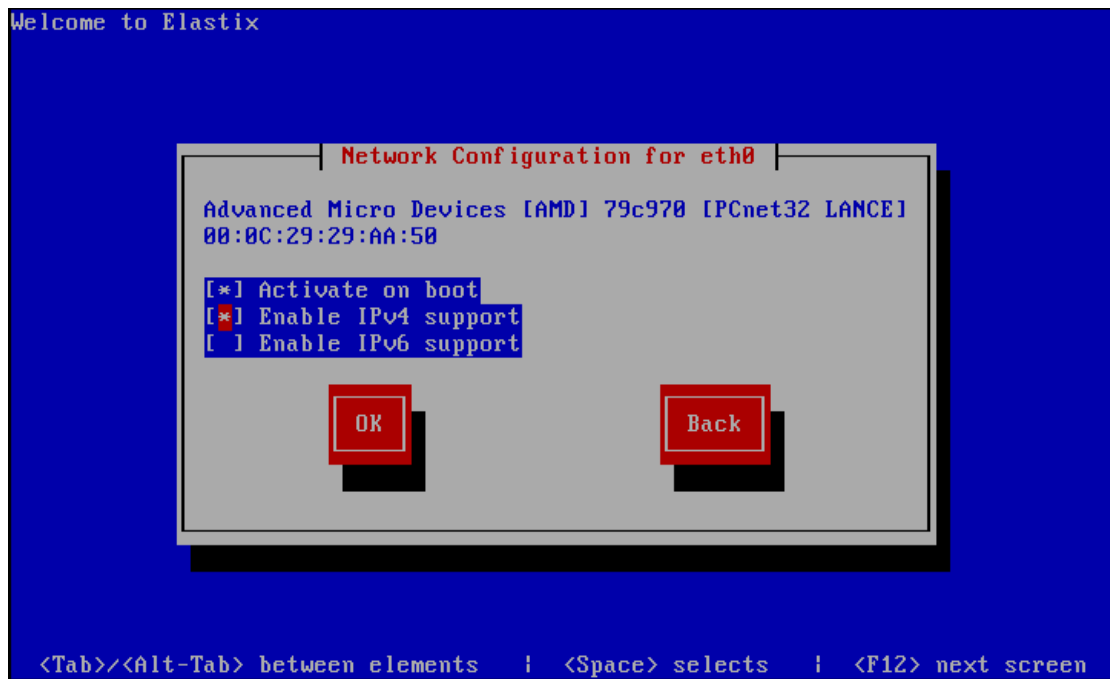 Welcome to Elastix
Network Configuration for eth0
Advanced Micro Devices [AMD] 79c970 [PCnet32 LANCE]
00:0C:29:29:AA:50
[*] Activate on boot
[*] Enable IPv4 support
[ ] Enable IPv6 support
OK Back
<Tab>/<Alt-Tab> between elements | <Space> selects | <F12> next screen